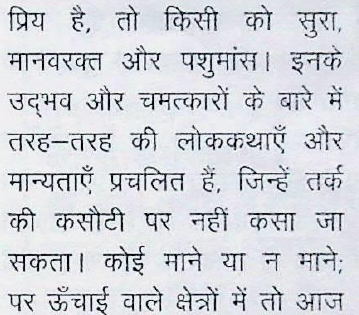 प्रिय है, तो किसी को सुरा,
मानवरक्त और पशुमांस। इनके
उद्भव और चमत्कारों के बारे में
तरह–तरह की लोककथाएँ और
मान्यताएँ प्रचलित हैं, जिन्हें तर्क
की कसौटी पर नहीं कसा जा
सकता। कोई माने या न माने;
पर ऊँचाई वाले क्षेत्रों में तो आज